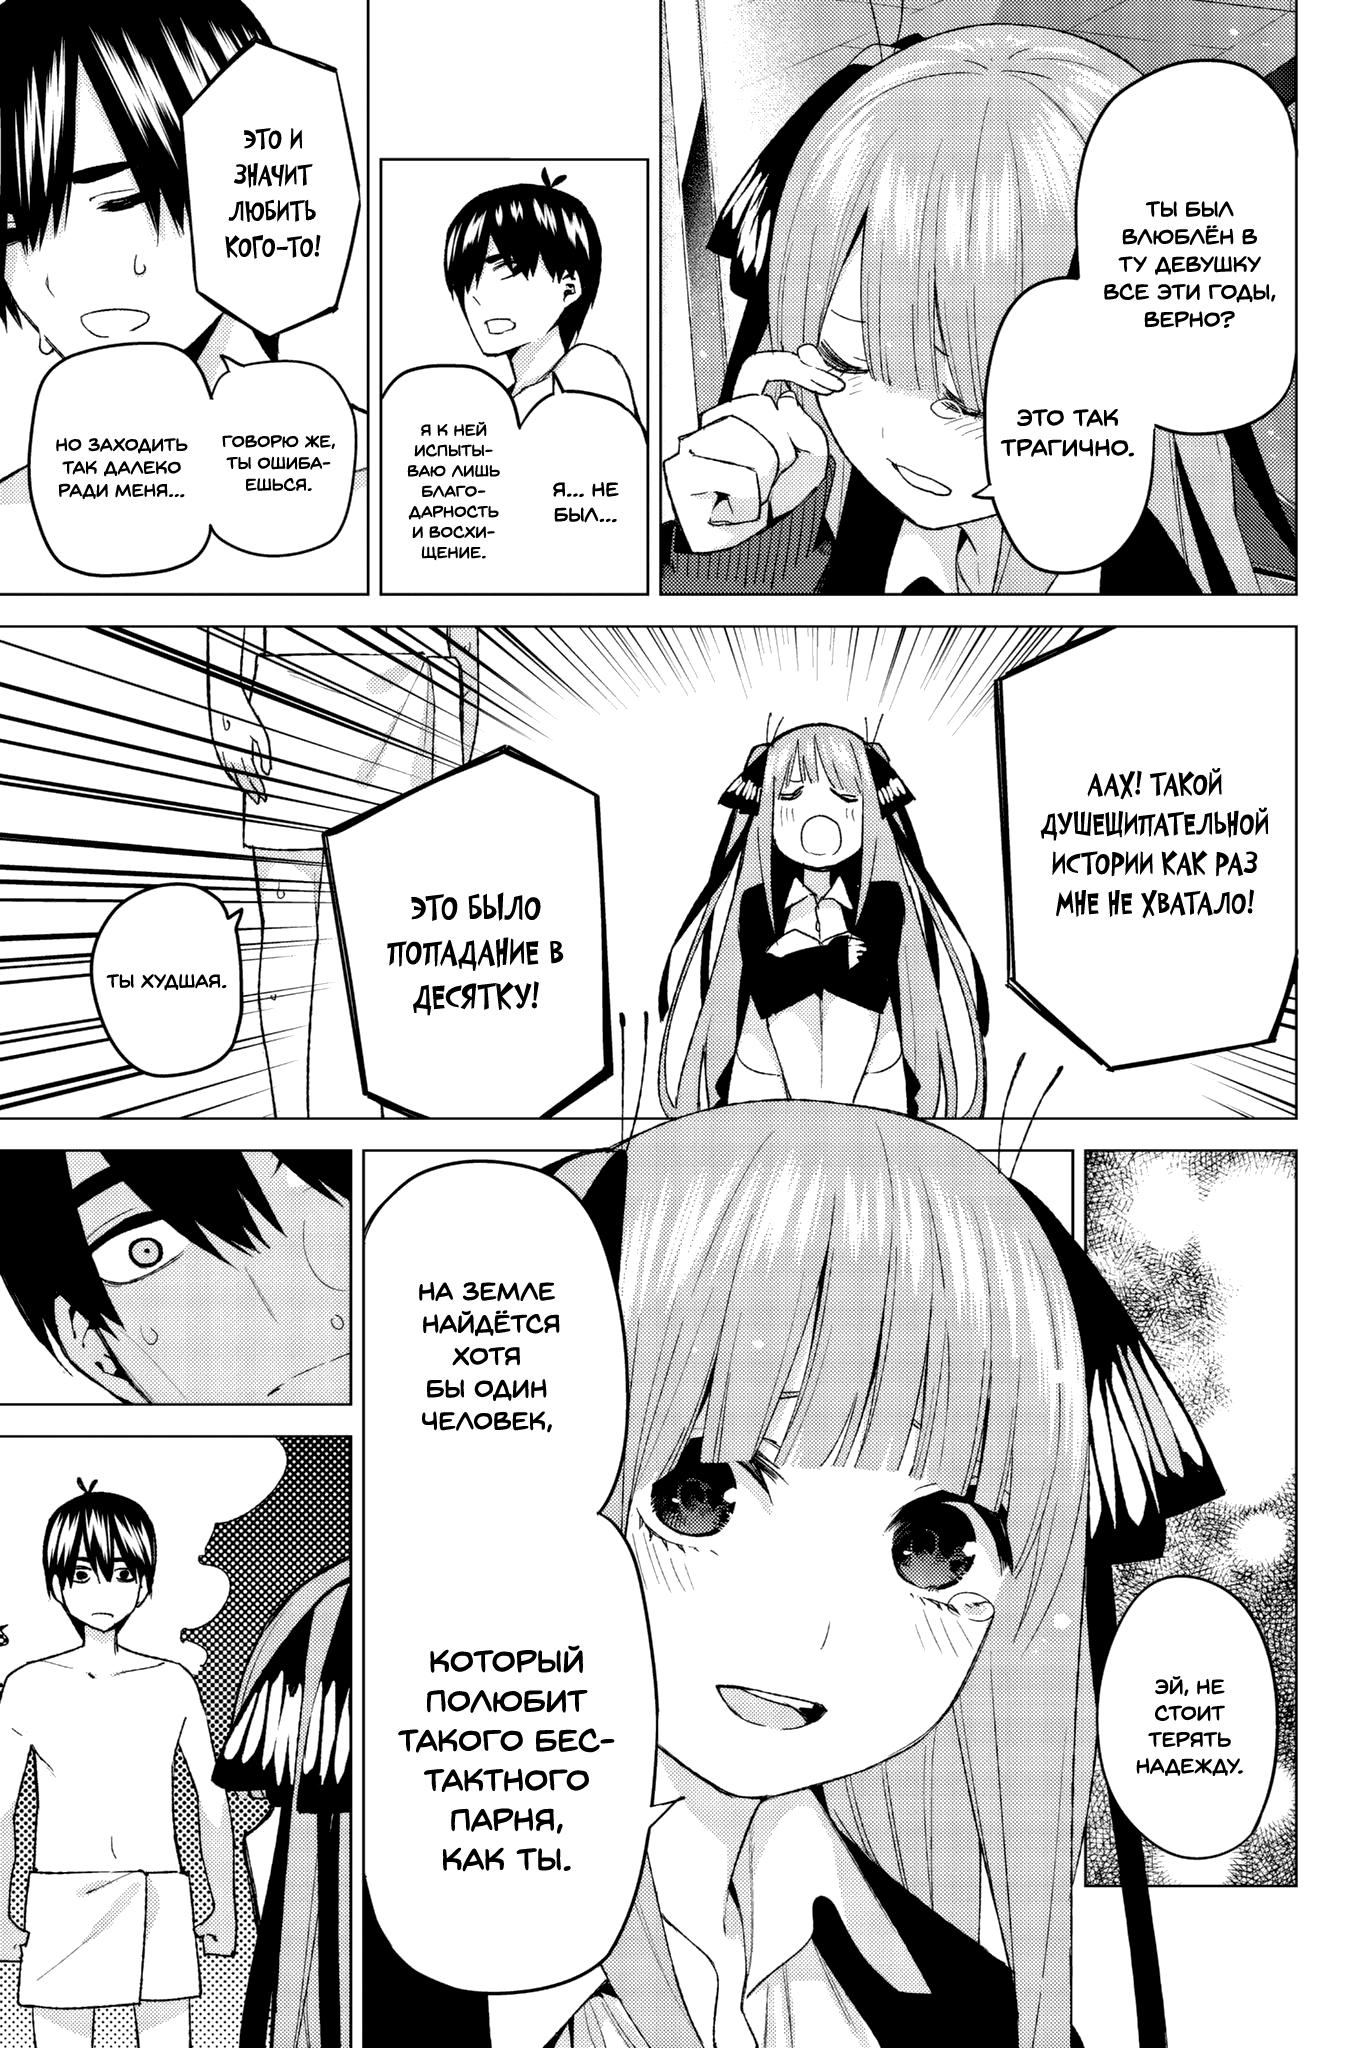 ТЫ БЫЛ
ВЛЮБЛЁН В
ТУ ДЕВУШКУ
ВСЕ ЭТИ ГОДЫ,
ВЕРНО?
ЭТО ТАК
ТРАГИЧНО.
Я... НЕ
БЫЛ...
Я К НЕЙ
ИСПЫТЫ-
ВАЮ ЛИШЬ
БЛАГО-
ДАРНОСТЬ
И ВОСХИ-
ЩЕНИЕ.
ЭТО И
ЗНАЧИТ
ЛЮБИТЬ
КОГО-ТО!
ГОВОРЮ ЖЕ,
ТЫ ОШИБА-
ЕШЬСЯ.
НО ЗАХОДИТЬ
ТАК ДАЛЕКО
РАДИ МЕНЯ...
ААХ! ТАКОЙ
ДУШЕЩИПАТЕЛЬНОЙ
ИСТОРИИ КАК РАЗ
МНЕ НЕ ХВАТАЛО!
ЭТО БЫЛО
ПОПАДАНИЕ В
ДЕСЯТКУ!
ТЫ ХУДШАЯ.
ЭЙ, НЕ
СТОИТ
ТЕРЯТЬ
НАДЕЖДУ.
НА ЗЕМЛЕ
НАЙДЁТСЯ
ХОТЯ
БЫ ОДИН
ЧЕЛОВЕК,
КОТОРЫЙ
ПОЛЮБИТ
ТАКОГО БЕС-
ТАКТНОГО
ПАРНЯ,
КАК ТЫ.